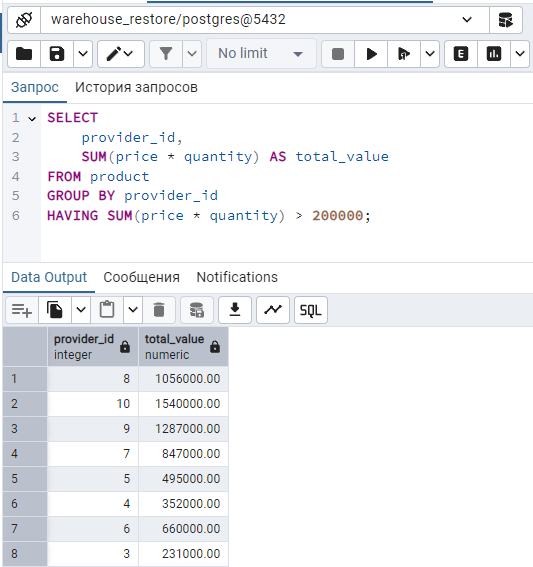 warehouse_restore/postgres@5432
No limit
E
Запрос История запросов
1 SELECT
2 provider_id,
3 SUM(price * quantity) AS total_value
4 FROM product
5 GROUP BY provider_id
6 HAVING SUM(price * quantity) > 200000;
Data Output Сообщения Notifications
SQL
provider_id total_value
integer numeric
1 8 1056000.00
2 10 1540000.00
3 9 1287000.00
4 7 847000.00
5 5 495000.00
6 4 352000.00
7 6 660000.00
8 3 231000.00